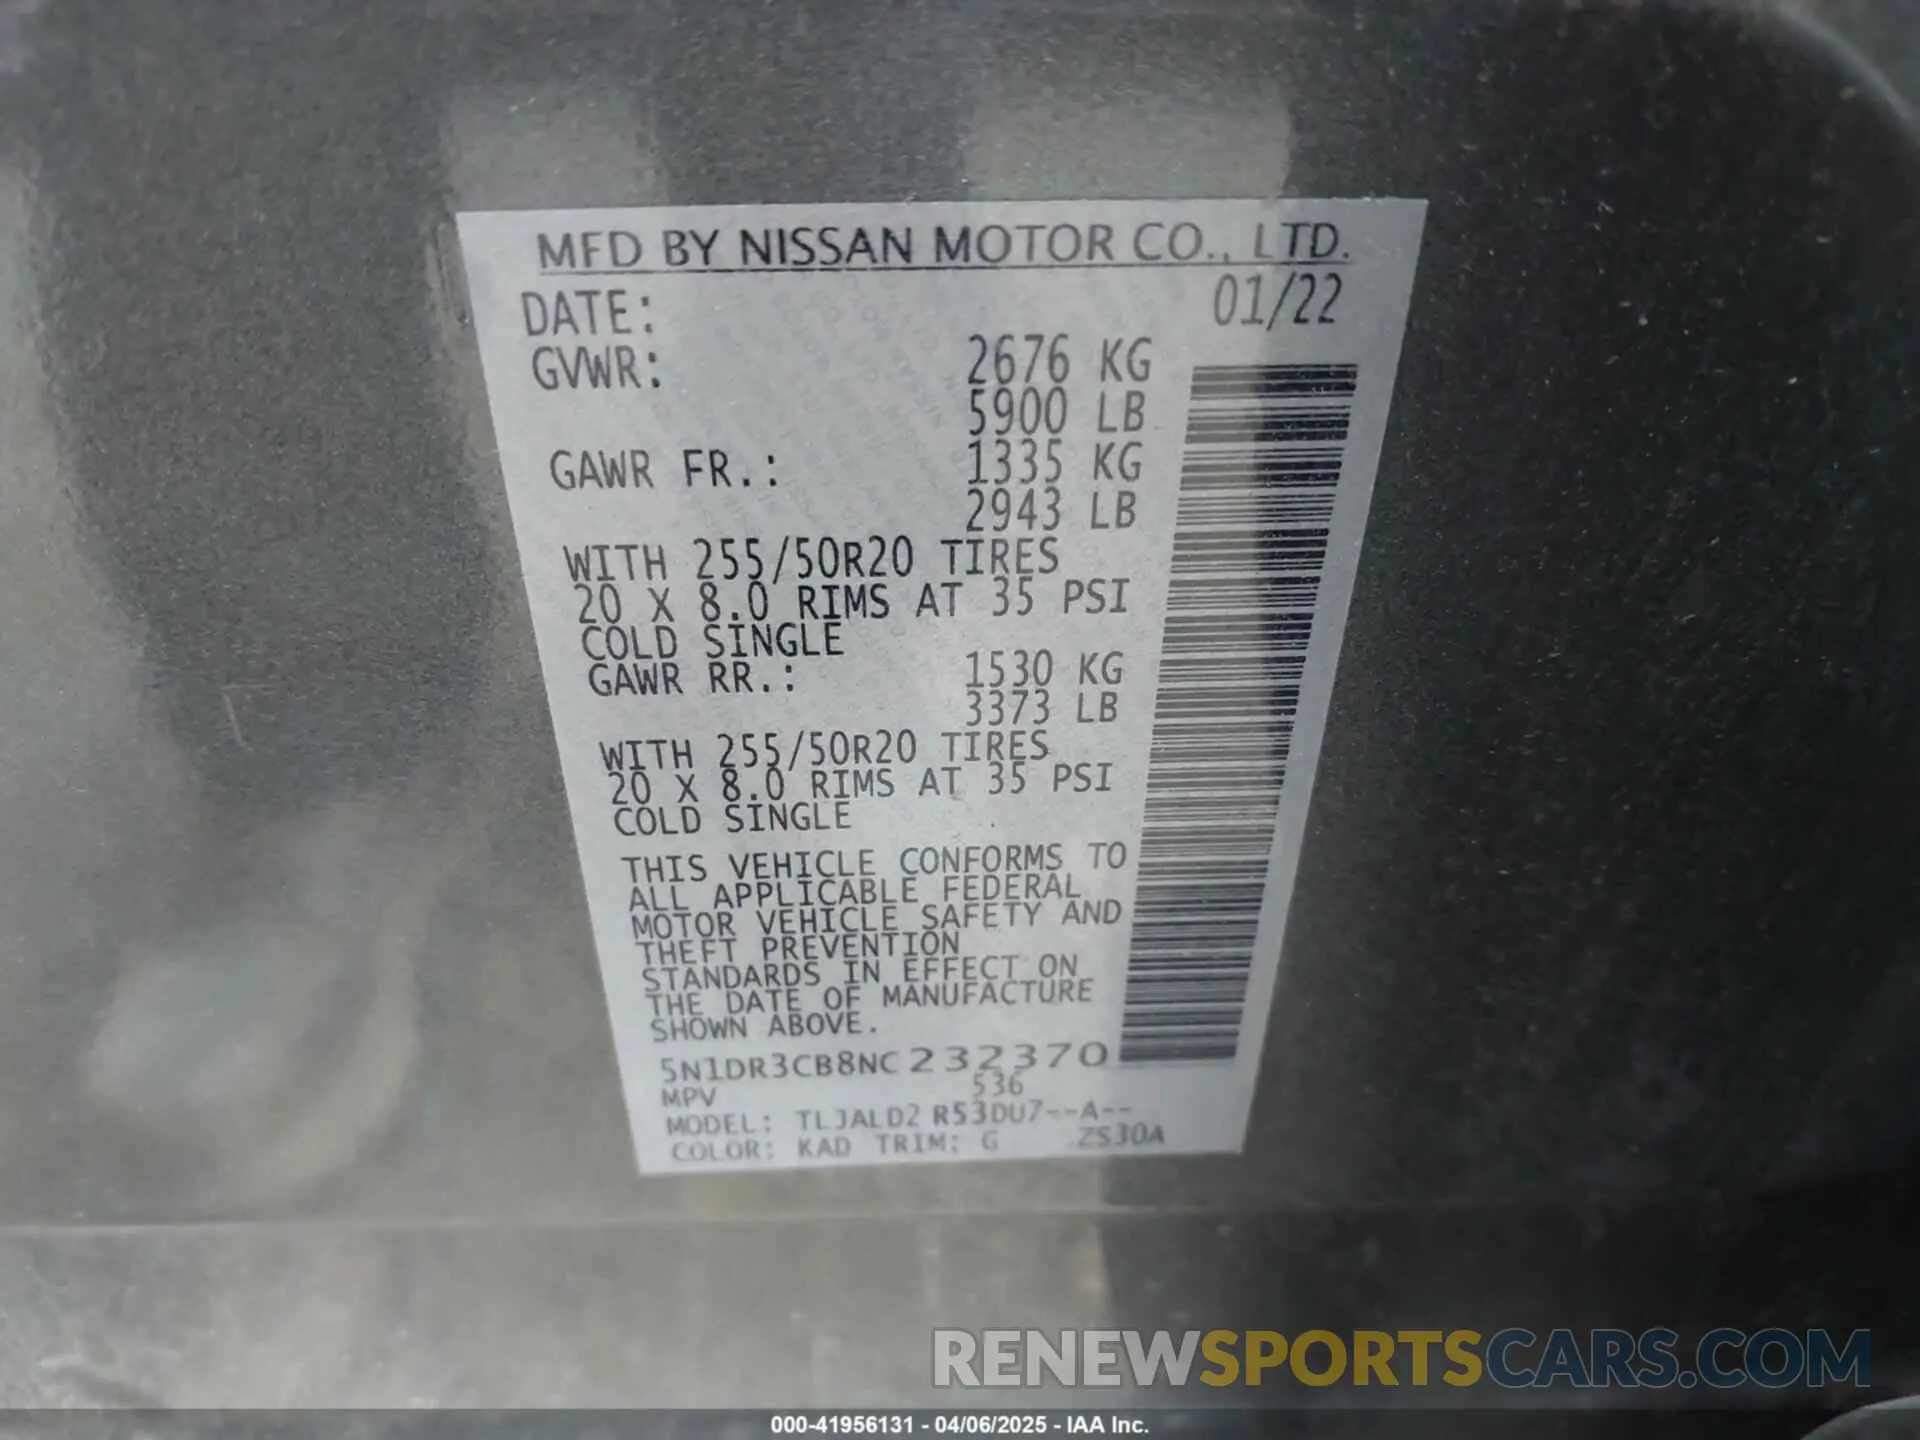 MFD BY NISSAN MOTOR CO., LTD.
DATE: 01/22
GVWR: 2676 KG
5900 LB
GAWR FR.: 1335 KG
2943 LB
WITH 255/50R20 TIRES
20 X 8.0 RIMS AT 35 PSI
COLD SINGLE
GAWR RR.: 1530 KG
3373 LB
WITH 255/50R20 TIRES
20 X 8.0 RIMS AT 35 PSI
COLD SINGLE
THIS VEHICLE CONFORMS TO
ALL APPLICABLE FEDERAL
MOTOR VEHICLE SAFETY AND
THEFT PREVENTION
STANDARDS IN EFFECT ON
THE DATE OF MANUFACTURE
SHOWN ABOVE.
5N1DR3CB8NC232370
MPV 536
MODEL: TLJALD2 R53DU7--A--
COLOR: KAD TRIM: G ZS30A
RENEWSPORTSCARS.COM
000-41956131 - 04/06/2025 - IAA Inc.